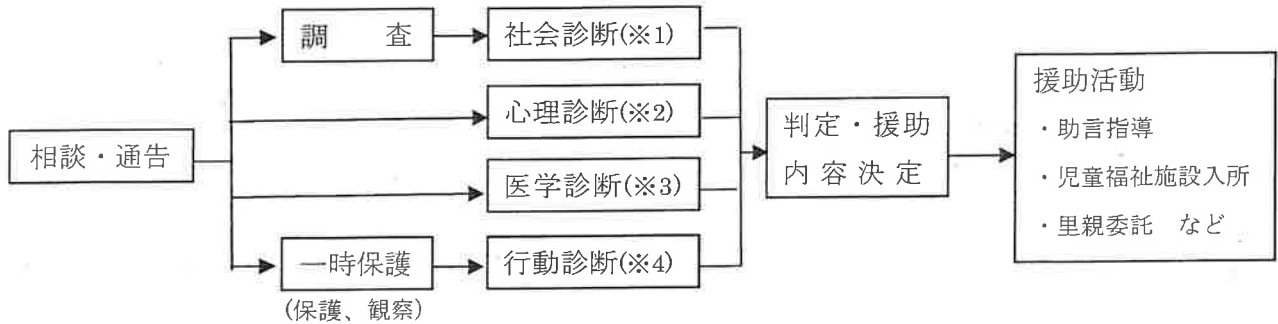 相談・通告
調　査
社会診断(※1)
心理診断(※2)
医学診断(※3)
一時保護
(保護、観察)
行動診断(※4)
判定・援助
内容決定
援助活動
・助言指導
・児童福祉施設入所
・里親委託　など